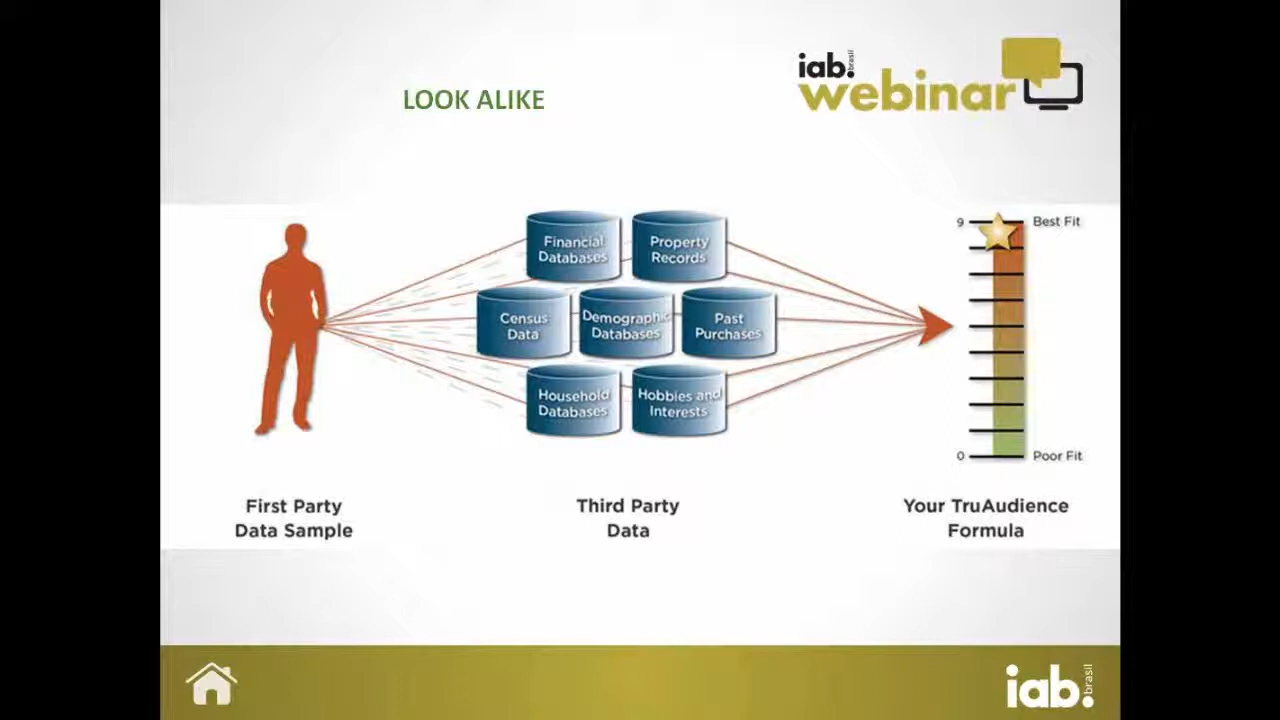 iab.brasil
webinar
LOOK ALIKE
Financial
Databases
Property
Records
Census
Data
Demographic
Databases
Past
Purchases
Household
Databases
Hobbies and
Interests
9
Best Fit
0
Poor Fit
First Party
Data Sample
Third Party
Data
Your TruAudience
Formula
iab.brasil